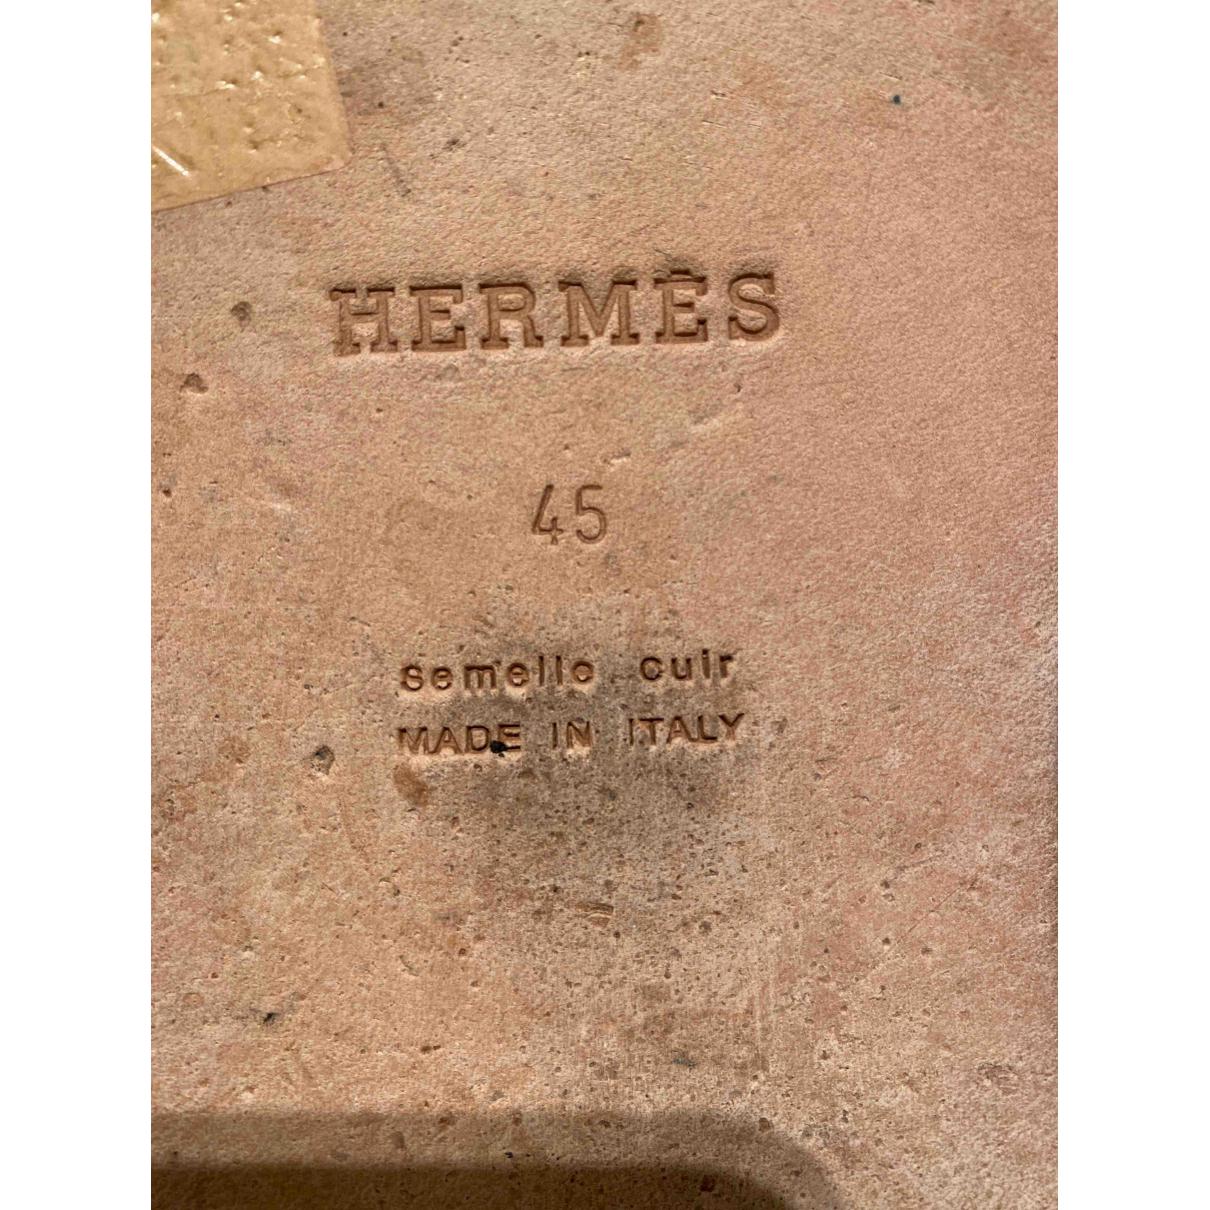 HERMÈS
45
semelle cuir
MADE IN ITALY